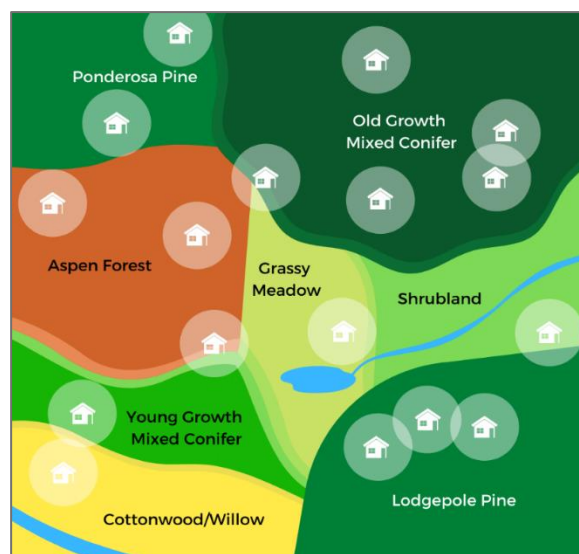 Ponderosa Pine
Old Growth
Mixed Conifer
Aspen Forest
Grassy
Meadow
Shrubland
Young Growth
Mixed Conifer
Lodgepole Pine
Cottonwood/Willow